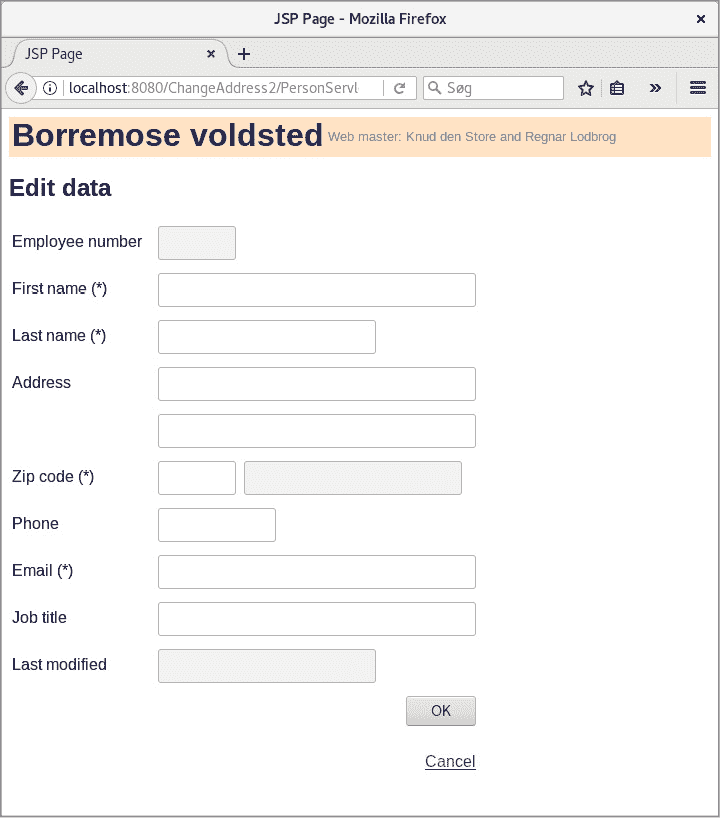 JSP Page - Mozilla Firefox
JSP Page
localhost:8080/ChangeAddress2/PersonServl
Søg
Borremose voldsted Web master: Knud den Store and Regnar Lodbrog
Edit data
Employee number
First name (*)
Last name (*)
Address
Zip code (*)
Phone
Email (*)
Job title
Last modified
OK
Cancel